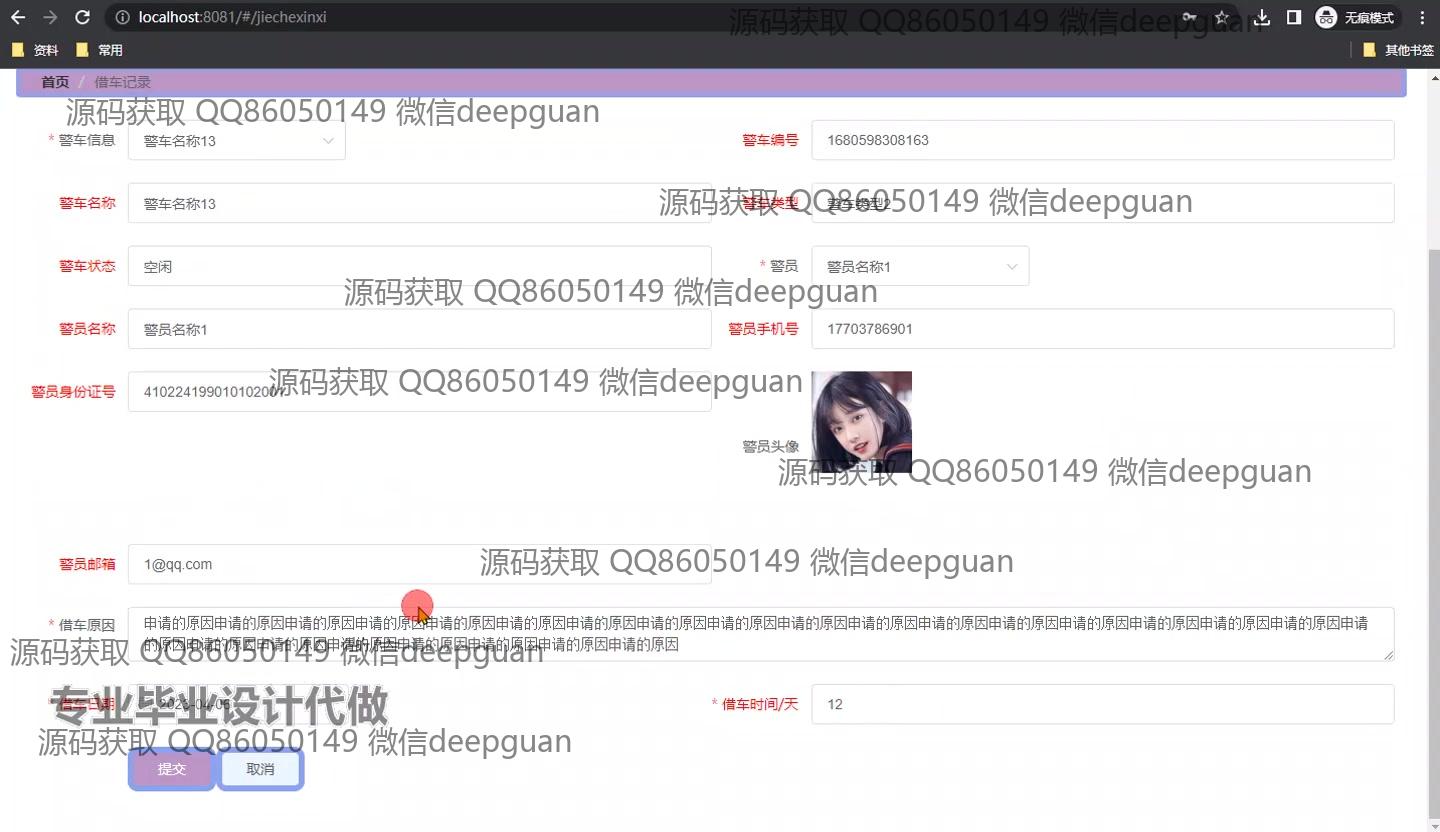 localhost:8081/#/jiechexinxi
源码获取 QQ86050149 微信deepguan
无痕模式
资料
常用
其他书签
首页 / 借车记录
源码获取 QQ86050149 微信deepguan
* 警车信息 警车名称13
警车编号 1680598308163
警车名称 警车名称13
警车类型 警车类型2
源码获取 QQ86050149 微信deepguan
警车状态 空闲
* 警员 警员名称1
源码获取 QQ86050149 微信deepguan
警员名称 警员名称1
警员手机号 17703786901
警员身份证号
源码获取 QQ86050149 微信deepguan
警员头像
源码获取 QQ86050149 微信deepguan
警员邮箱 1@qq.com
源码获取 QQ86050149 微信deepguan
* 借车原因 申请的原因申请的原因申请的原因申请的原因申请的原因申请的原因申请的原因申请的原因申请的原因申请的原因申请的原因申请的原因申请的原因申请的原因申请的原因申请的原因申请的原因申请
的原因申请的原因申请的原因申请的原因申请的原因申请的原因申请的原因申请的原因
源码获取 QQ86050149 微信deepguan
* 借车日期 2023-04-06
专业毕业设计代做
* 借车时间/天 12
源码获取 QQ86050149 微信deepguan
提交
取消